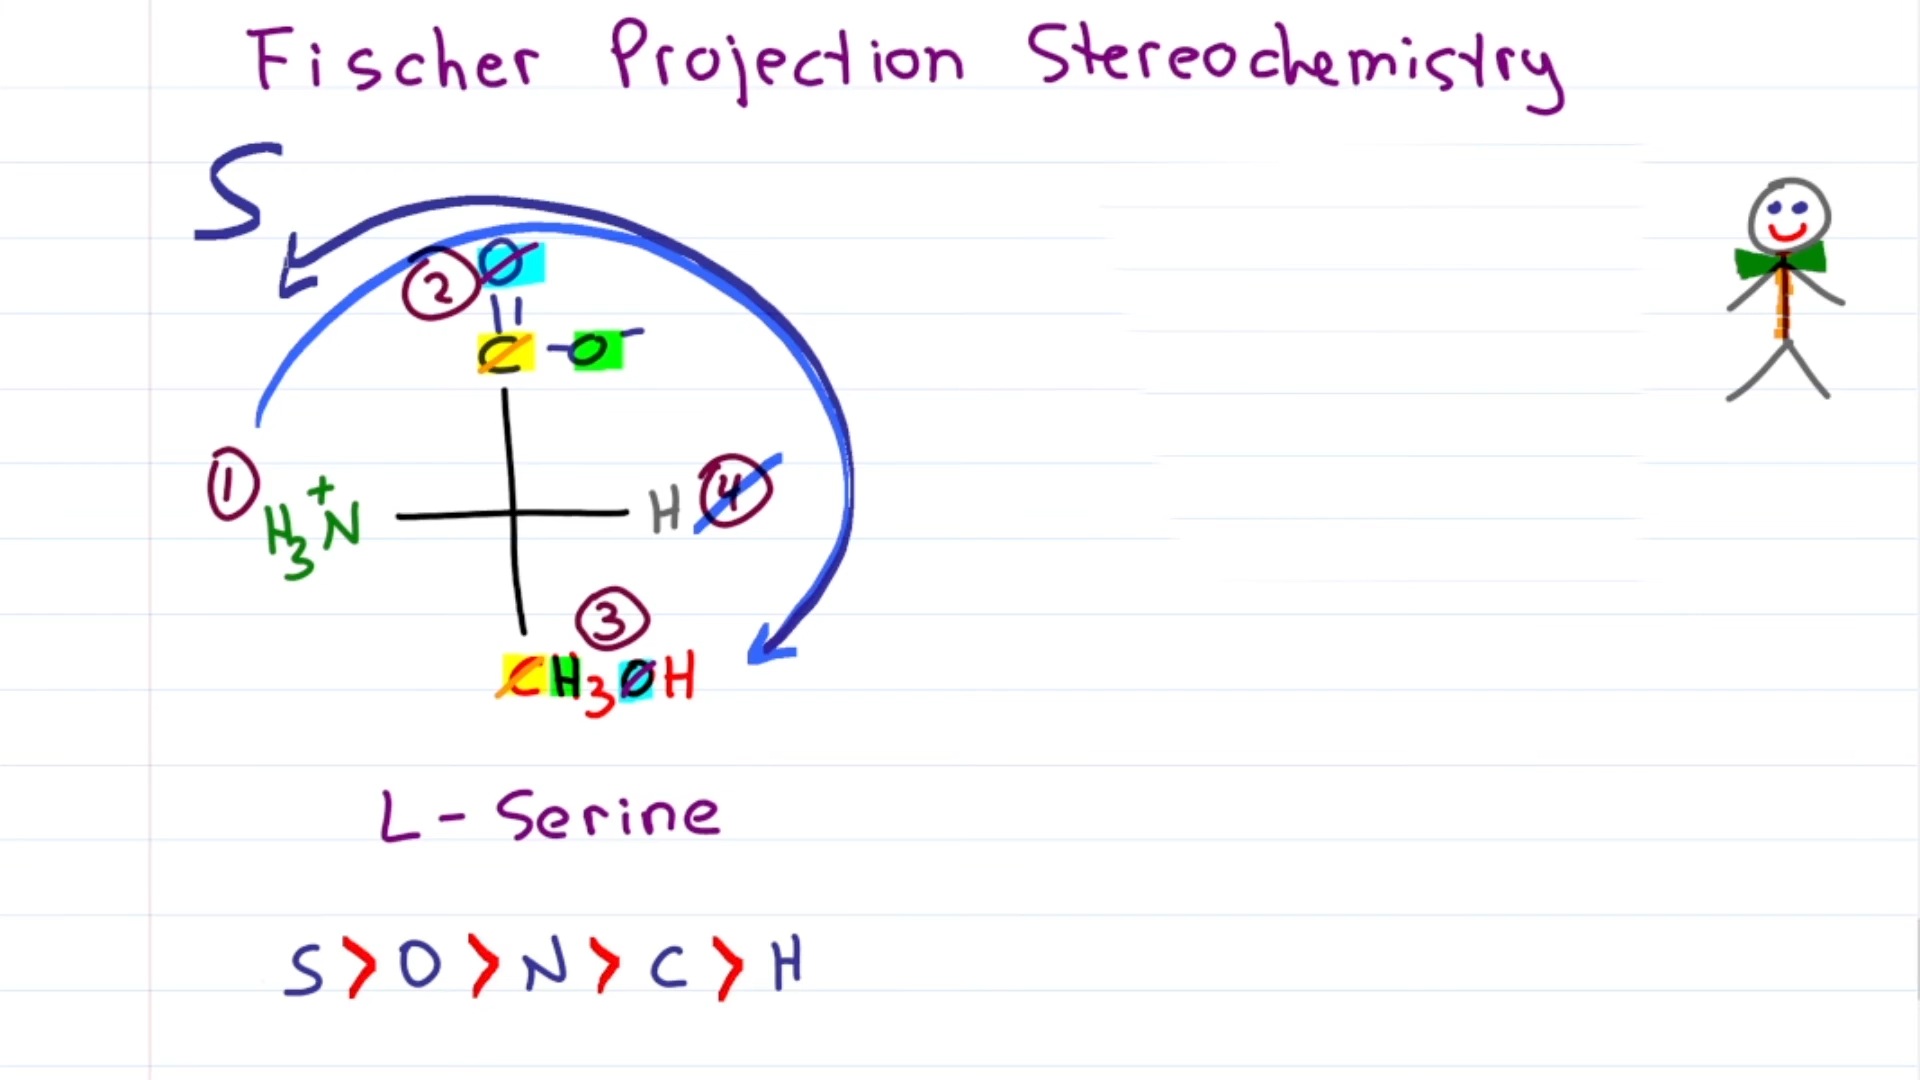 Fischer Projection Stereochemistry
S
② O
||
C - O⁻
① H₃N⁺ H ④
③
CH₃OH
L - Serine
S > O > N > C > H